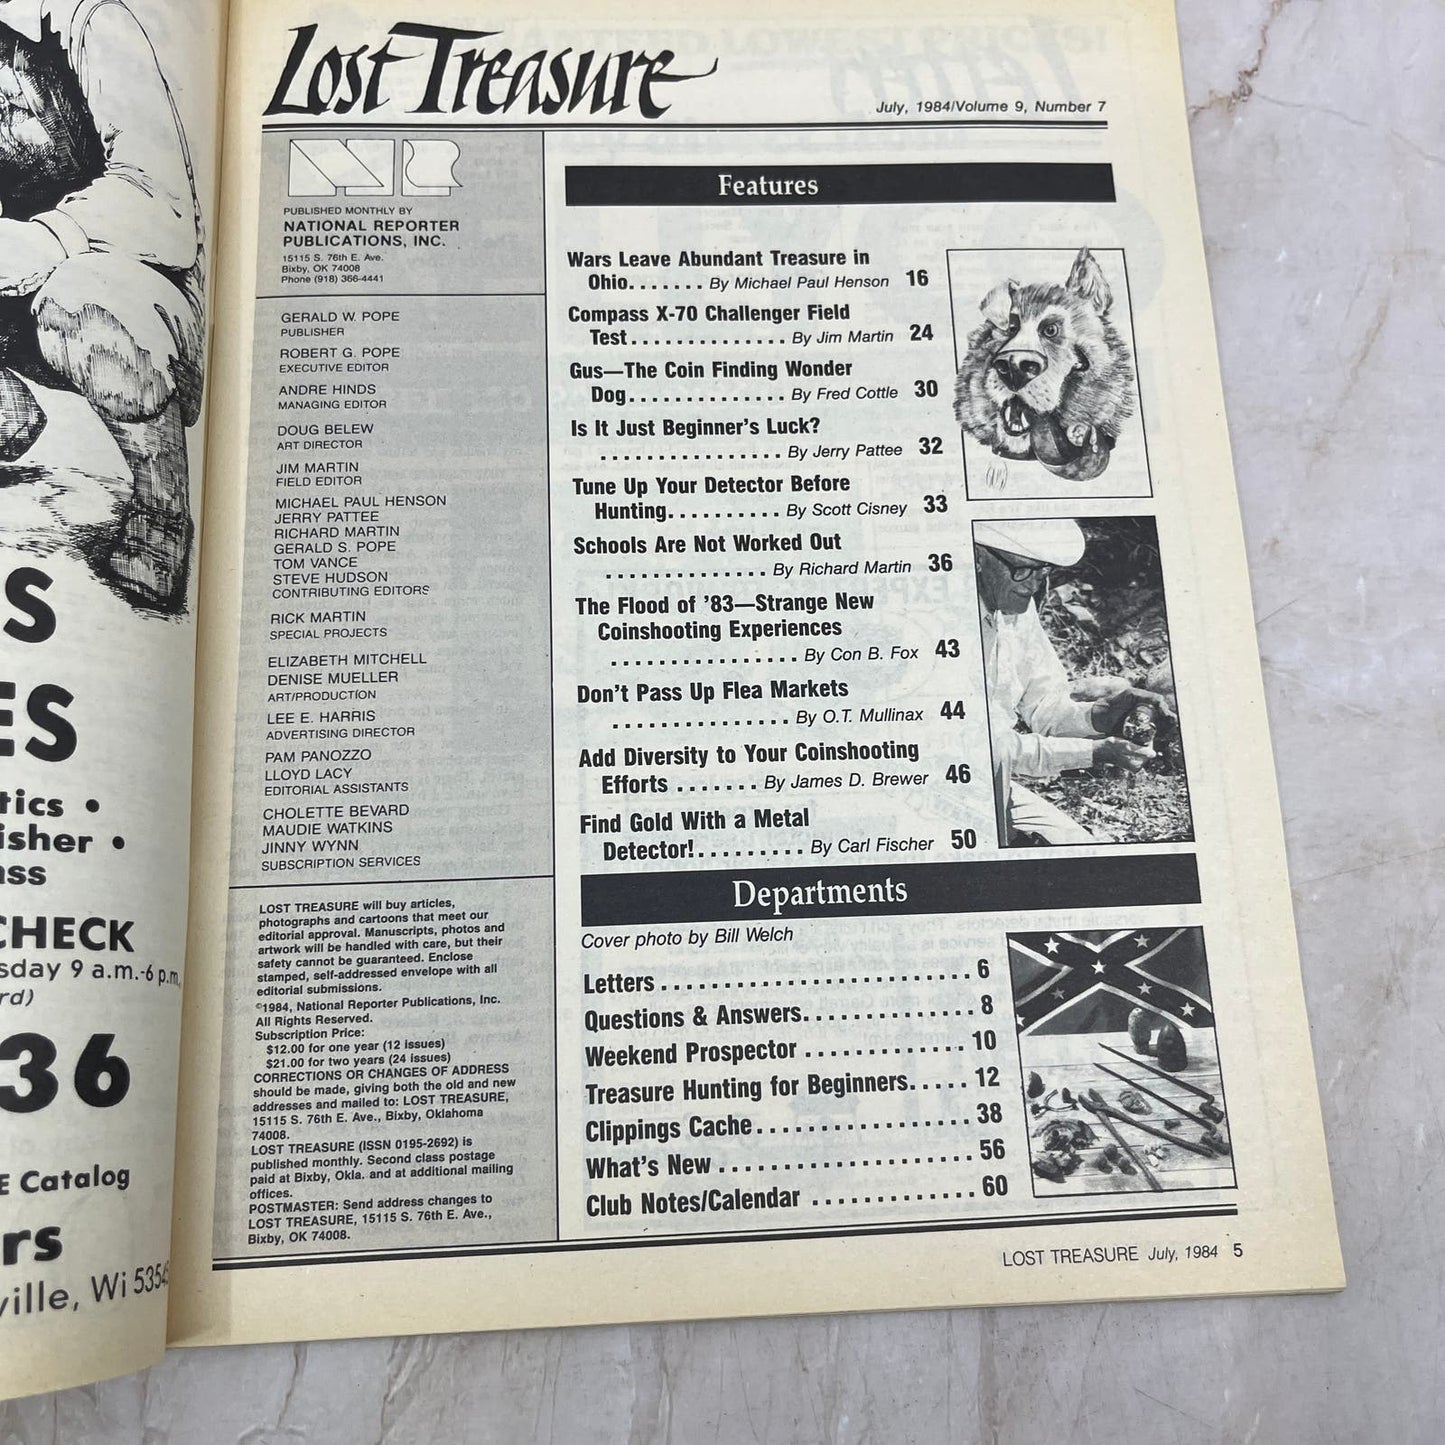 S
ES
tics •
isher •
ass
CHECK
sday 9 a.m.-6 p.m.
rd)
36
E Catalog
rs
ville, Wi 5354
Lost Treasure
July, 1984/Volume 9, Number 7
NR
PUBLISHED MONTHLY BY
NATIONAL REPORTER
PUBLICATIONS, INC.
15115 S. 76th E. Ave.
Bixby, OK 74008
Phone (918) 366-4441
GERALD W. POPE
PUBLISHER
ROBERT G. POPE
EXECUTIVE EDITOR
ANDRE HINDS
MANAGING EDITOR
DOUG BELEW
ART DIRECTOR
JIM MARTIN
FIELD EDITOR
MICHAEL PAUL HENSON
JERRY PATTEE
RICHARD MARTIN
GERALD S. POPE
TOM VANCE
STEVE HUDSON
CONTRIBUTING EDITORS
RICK MARTIN
SPECIAL PROJECTS
ELIZABETH MITCHELL
DENISE MUELLER
ART/PRODUCTION
LEE E. HARRIS
ADVERTISING DIRECTOR
PAM PANOZZO
LLOYD LACY
EDITORIAL ASSISTANTS
CHOLETTE BEVARD
MAUDIE WATKINS
JINNY WYNN
SUBSCRIPTION SERVICES
LOST TREASURE will buy articles,
photographs and cartoons that meet our
editorial approval. Manuscripts, photos and
artwork will be handled with care, but their
safety cannot be guaranteed. Enclose
stamped, self-addressed envelope with all
editorial submissions.
©1984, National Reporter Publications, Inc.
All Rights Reserved.
Subscription Price:
$12.00 for one year (12 issues)
$21.00 for two years (24 issues)
CORRECTIONS OR CHANGES OF ADDRESS
should be made, giving both the old and new
addresses and mailed to: LOST TREASURE,
15115 S. 76th E. Ave., Bixby, Oklahoma
74008.
LOST TREASURE (ISSN 0195-2692) is
published monthly. Second class postage
paid at Bixby, Okla. and at additional mailing
offices.
POSTMASTER: Send address changes to
LOST TREASURE, 15115 S. 76th E. Ave.,
Bixby, OK 74008.
Features
Wars Leave Abundant Treasure in
Ohio....... By Michael Paul Henson 16
Compass X-70 Challenger Field
Test.............. By Jim Martin 24
Gus—The Coin Finding Wonder
Dog.............. By Fred Cottle 30
Is It Just Beginner's Luck?
................ By Jerry Pattee 32
Tune Up Your Detector Before
Hunting.......... By Scott Cisney 33
Schools Are Not Worked Out
.............. By Richard Martin 36
The Flood of '83—Strange New
Coinshooting Experiences
................ By Con B. Fox 43
Don't Pass Up Flea Markets
............... By O.T. Mullinax 44
Add Diversity to Your Coinshooting
Efforts ....... By James D. Brewer 46
Find Gold With a Metal
Detector!......... By Carl Fischer 50
Departments
Cover photo by Bill Welch
Letters........................... 6
Questions & Answers............... 8
Weekend Prospector ............. 10
Treasure Hunting for Beginners..... 12
Clippings Cache.................. 38
What's New ..................... 56
Club Notes/Calendar ............. 60
LOST TREASURE July, 1984 5